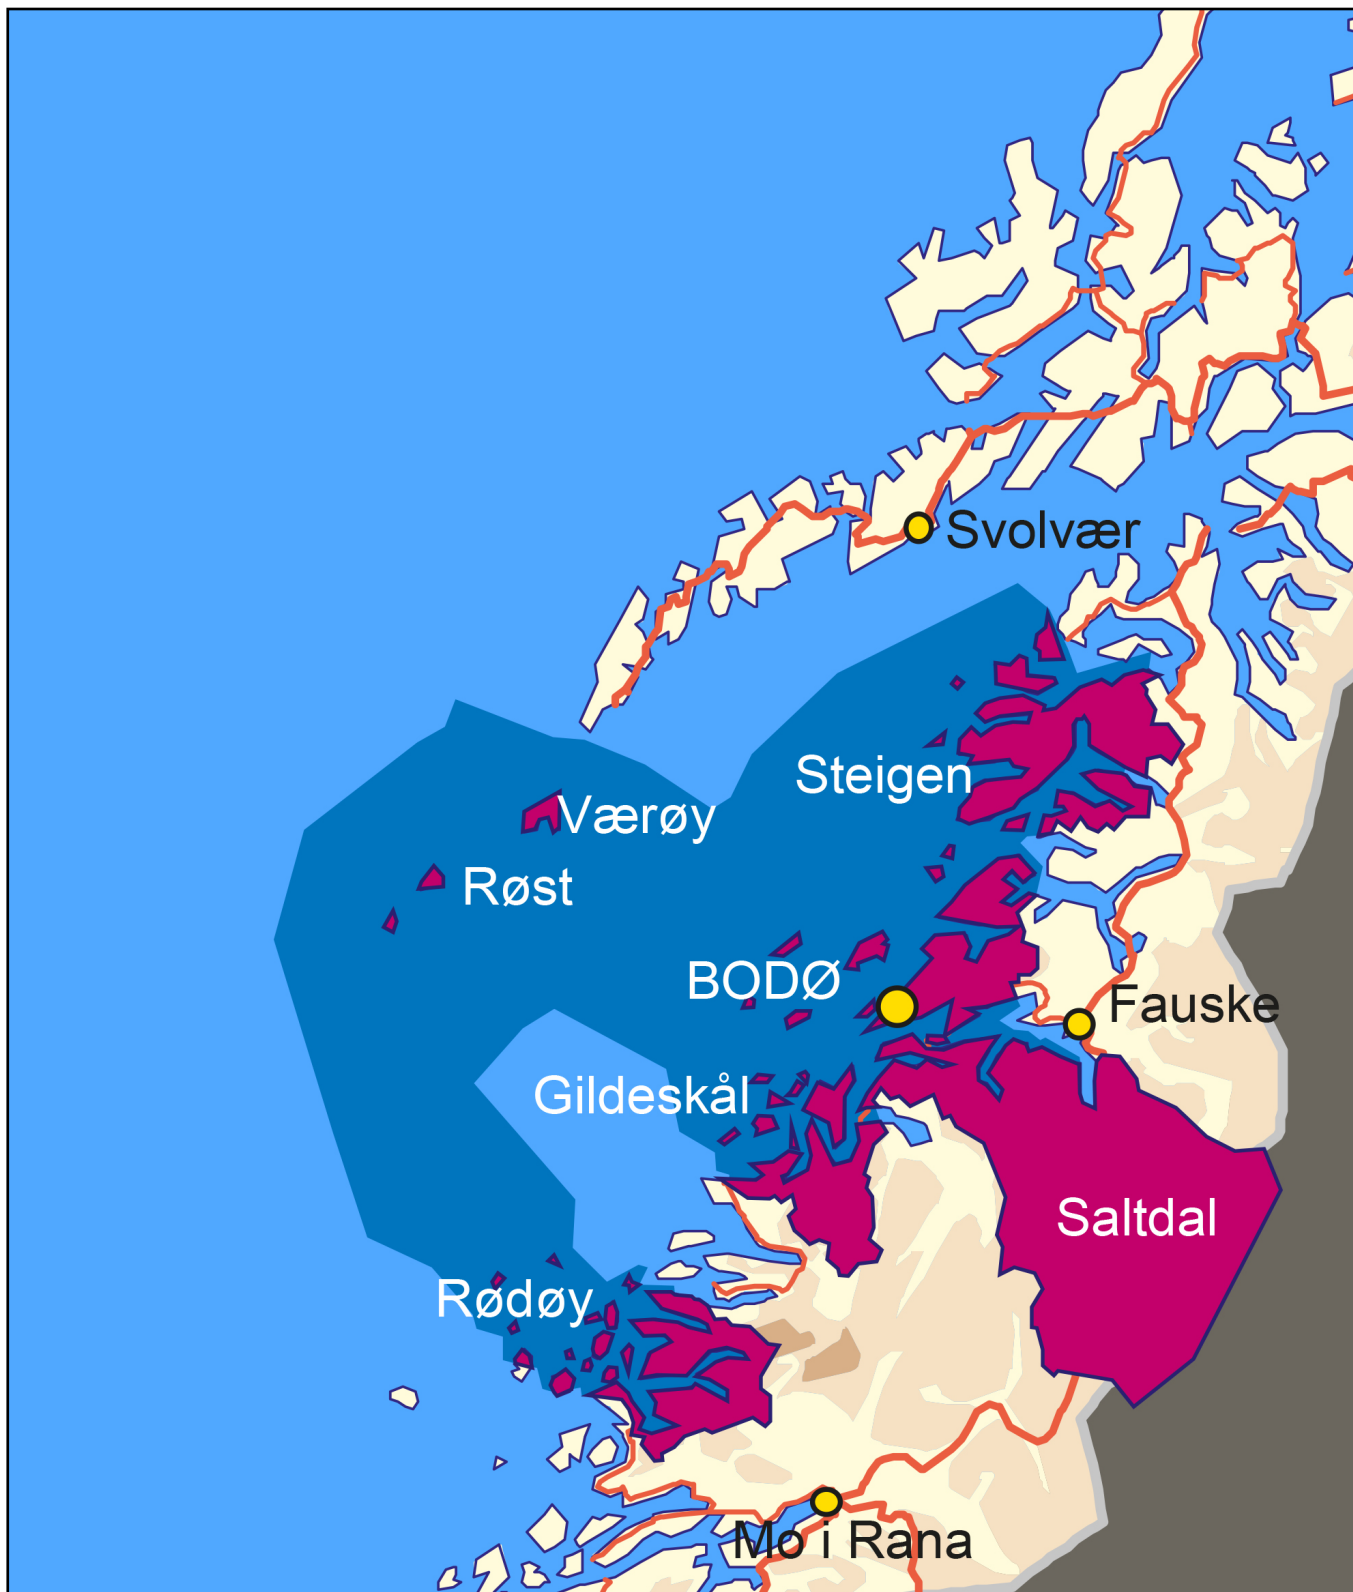 Svolvær
Steigen
Værøy
Røst
BODØ
Fauske
Gildeskål
Saltdal
Rødøy
Mo i Rana